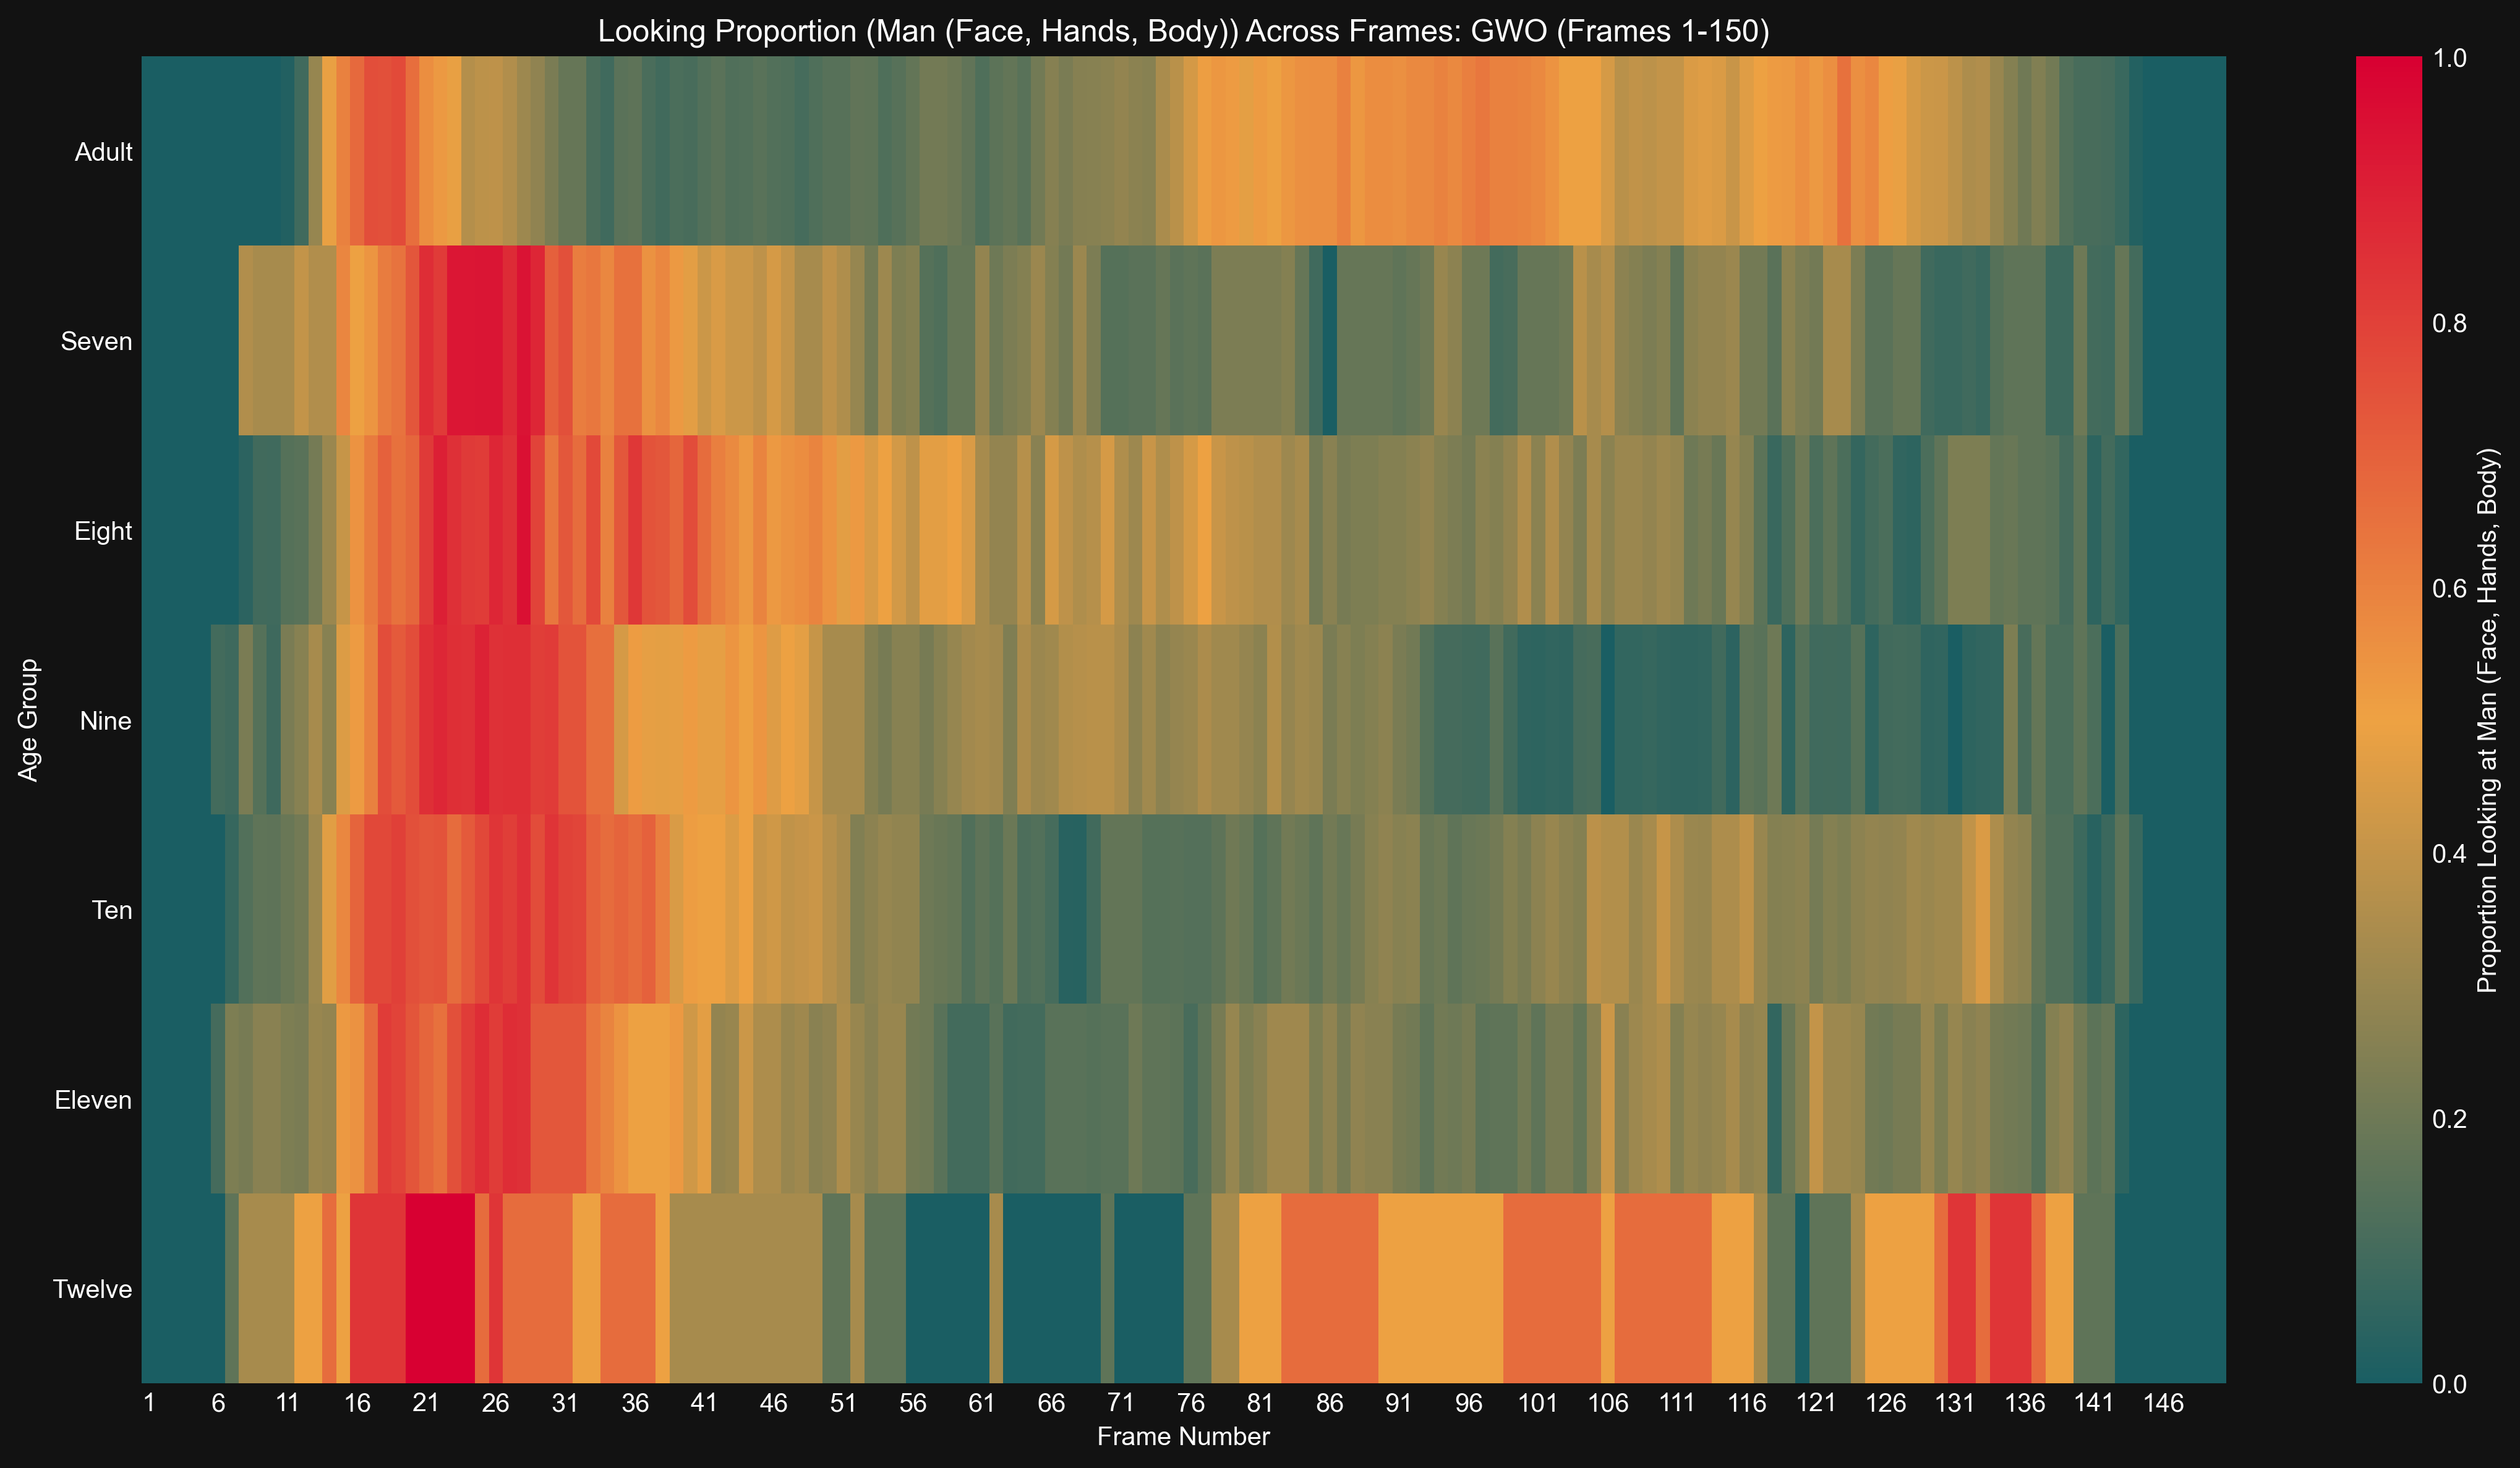 Looking Proportion (Man (Face, Hands, Body)) Across Frames: GWO (Frames 1-150)
Age Group
Adult
Seven
Eight
Nine
Ten
Eleven
Twelve
1 6 11 16 21 26 31 36 41 46 51 56 61 66 71 76 81 86 91 96 101 106 111 116 121 126 131 136 141 146
Frame Number
1.0
0.8
0.6
0.4
0.2
0.0
Proportion Looking at Man (Face, Hands, Body)